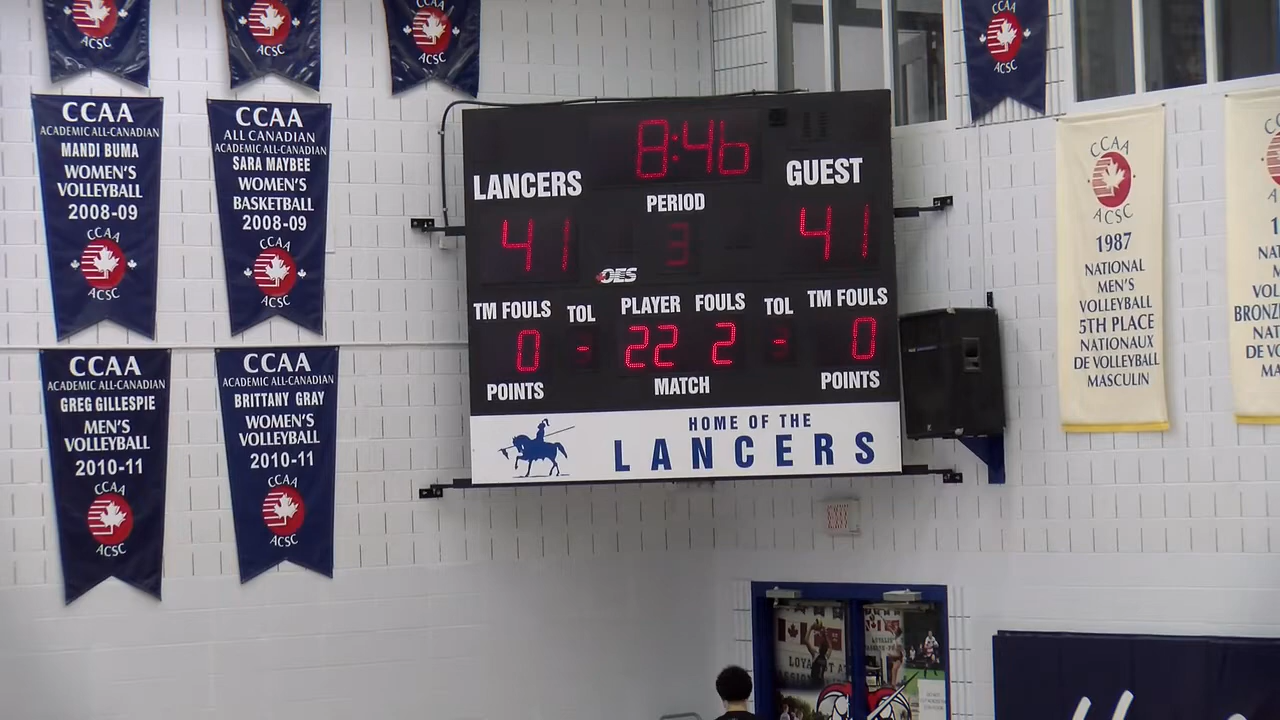 CCAA
ACSC
CCAA
ACSC
CCAA
ACSC
CCAA
ACSC
CCAA
ACADEMIC ALL-CANADIAN
MANDI BUMA
WOMEN'S
VOLLEYBALL
2008-09
CCAA
ACSC
CCAA
ALL CANADIAN
ACADEMIC ALL-CANADIAN
SARA MAYBEE
WOMEN'S
BASKETBALL
2008-09
CCAA
ACSC
CCAA
ACADEMIC ALL-CANADIAN
GREG GILLESPIE
MEN'S
VOLLEYBALL
2010-11
CCAA
ACSC
CCAA
ACADEMIC ALL-CANADIAN
BRITTANY GRAY
WOMEN'S
VOLLEYBALL
2010-11
CCAA
ACSC
8:46
LANCERS
GUEST
PERIOD
41
3
41
OES
TM FOULS
TOL
PLAYER FOULS
TOL
TM FOULS
0
22 2
0
POINTS
MATCH
POINTS
HOME OF THE
LANCERS
CCAA
ACSC
1987
NATIONAL
MEN'S
VOLLEYBALL
5TH PLACE
NATIONAUX
DE VOLLEYBALL
MASCULIN